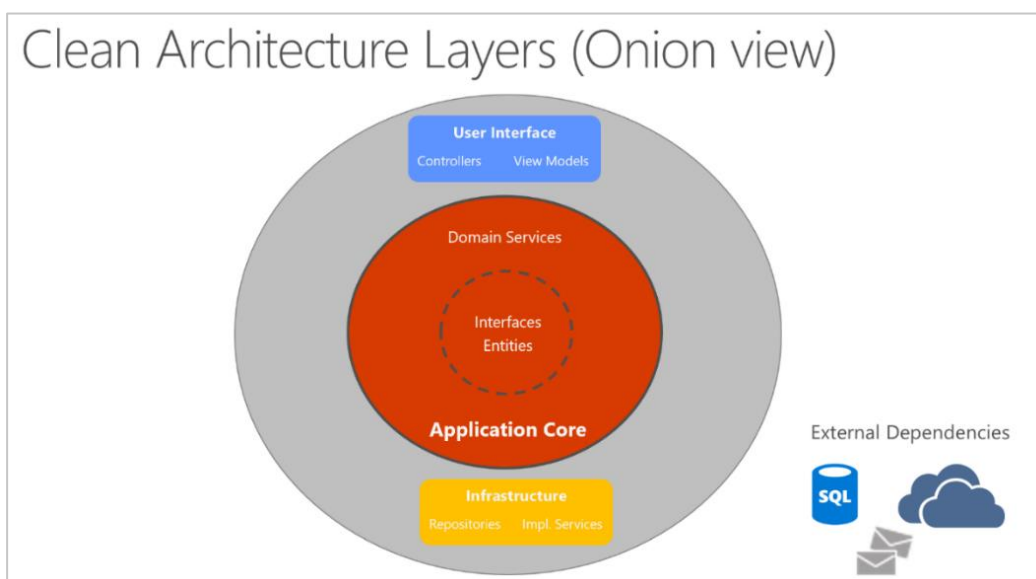 Clean Architecture Layers (Onion view)
User Interface
Controllers View Models
Domain Services
Interfaces
Entities
Application Core
External Dependencies
SQL
Infrastructure
Repositories Impl. Services